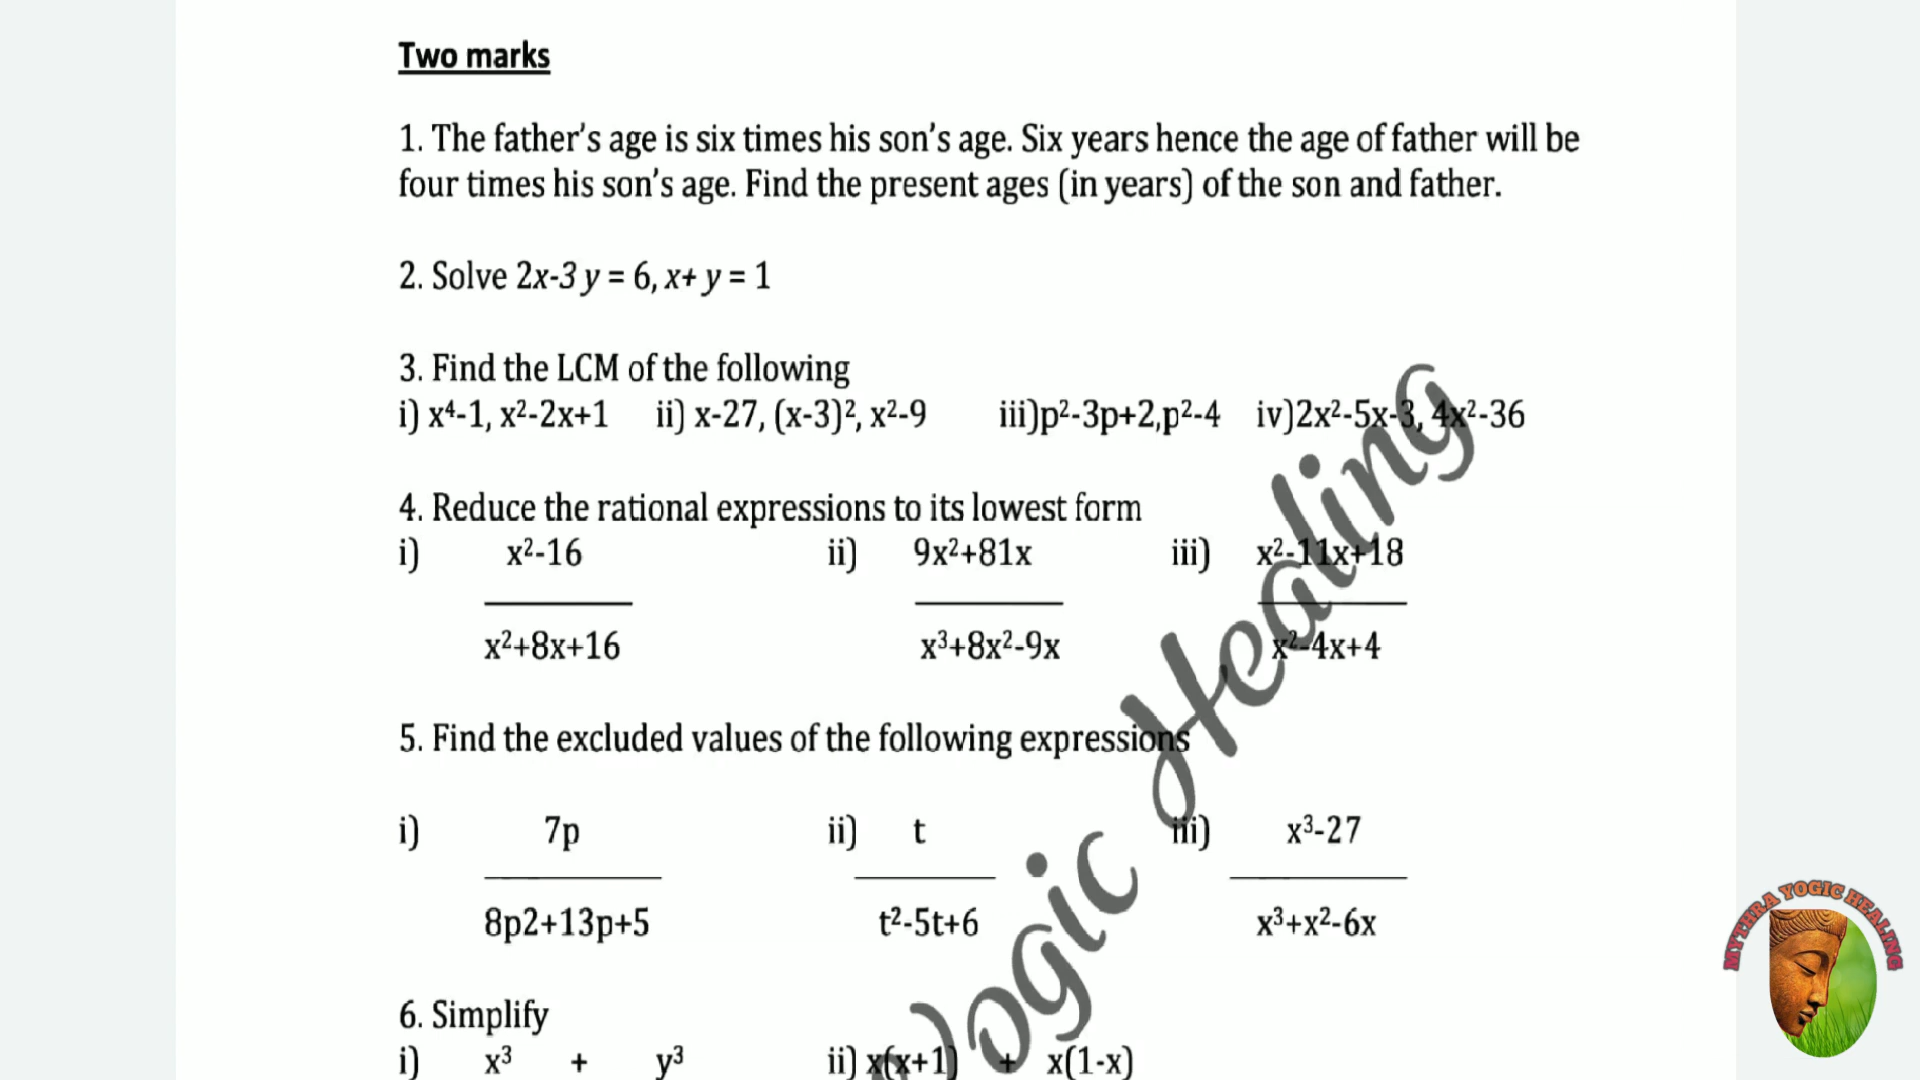 Two marks
1. The father's age is six times his son's age. Six years hence the age of father will be
four times his son's age. Find the present ages (in years) of the son and father.
2. Solve 2x-3 y = 6, x+ y = 1
3. Find the LCM of the following
i) x⁴-1, x²-2x+1 ii) x-27, (x-3)², x²-9 iii)p²-3p+2,p²-4 iv)2x²-5x-3, 4x²-36
4. Reduce the rational expressions to its lowest form
i) x²-16 ii) 9x²+81x iii) x²-11x+18
x²+8x+16 x³+8x²-9x x²-4x+4
5. Find the excluded values of the following expressions
i) 7p ii) t iii) x³-27
8p2+13p+5 t²-5t+6 x³+x²-6x
6. Simplify
i) x³ + y³ ii) x(x+1) + x(1-x)
Yogic Healing
MYTHRA YOGIC HEALING